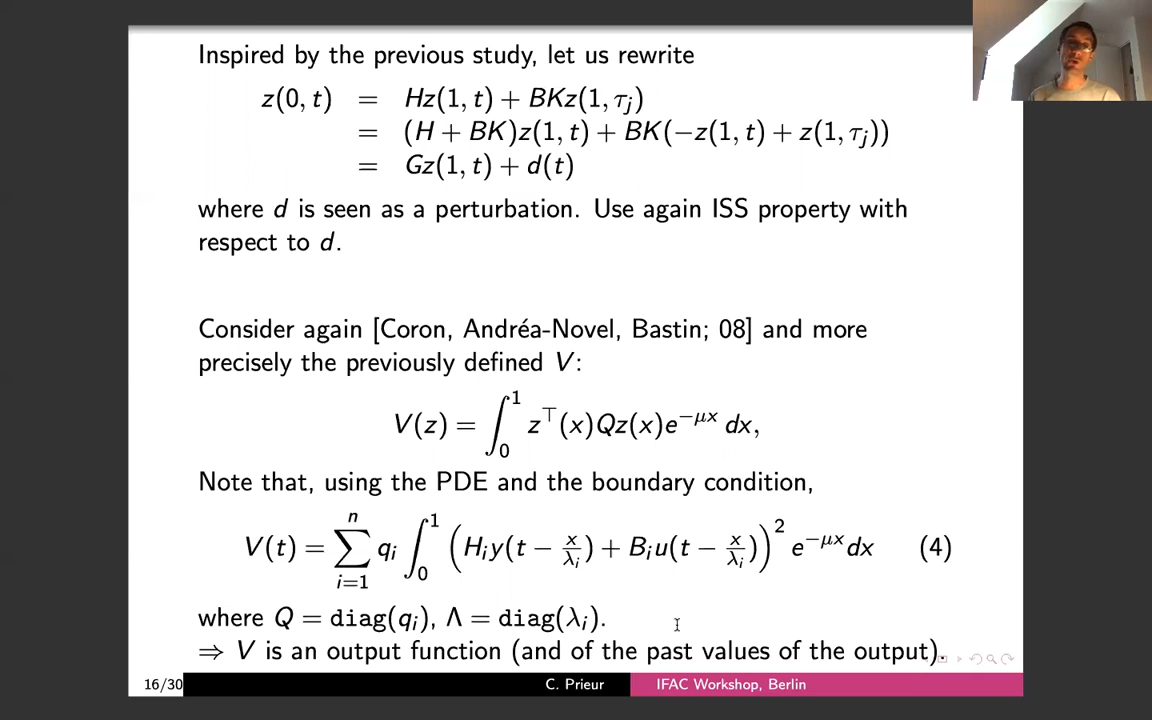 Inspired by the previous study, let us rewrite
z(0, t) = Hz(1, t) + BKz(1, τ_j)
= (H + BK)z(1, t) + BK(−z(1, t) + z(1, τ_j))
= Gz(1, t) + d(t)
where d is seen as a perturbation. Use again ISS property with
respect to d.
Consider again [Coron, Andréa-Novel, Bastin; 08] and more
precisely the previously defined V:
V(z) = ∫_0^1 z^⊤(x)Qz(x)e^{−μx} dx,
Note that, using the PDE and the boundary condition,
V(t) = ∑_{i=1}^n q_i ∫_0^1 (H_i y(t − x/λ_i) + B_i u(t − x/λ_i))^2 e^{−μx} dx (4)
where Q = diag(q_i), Λ = diag(λ_i).
⇒ V is an output function (and of the past values of the output).
16/30 C. Prieur IFAC Workshop, Berlin